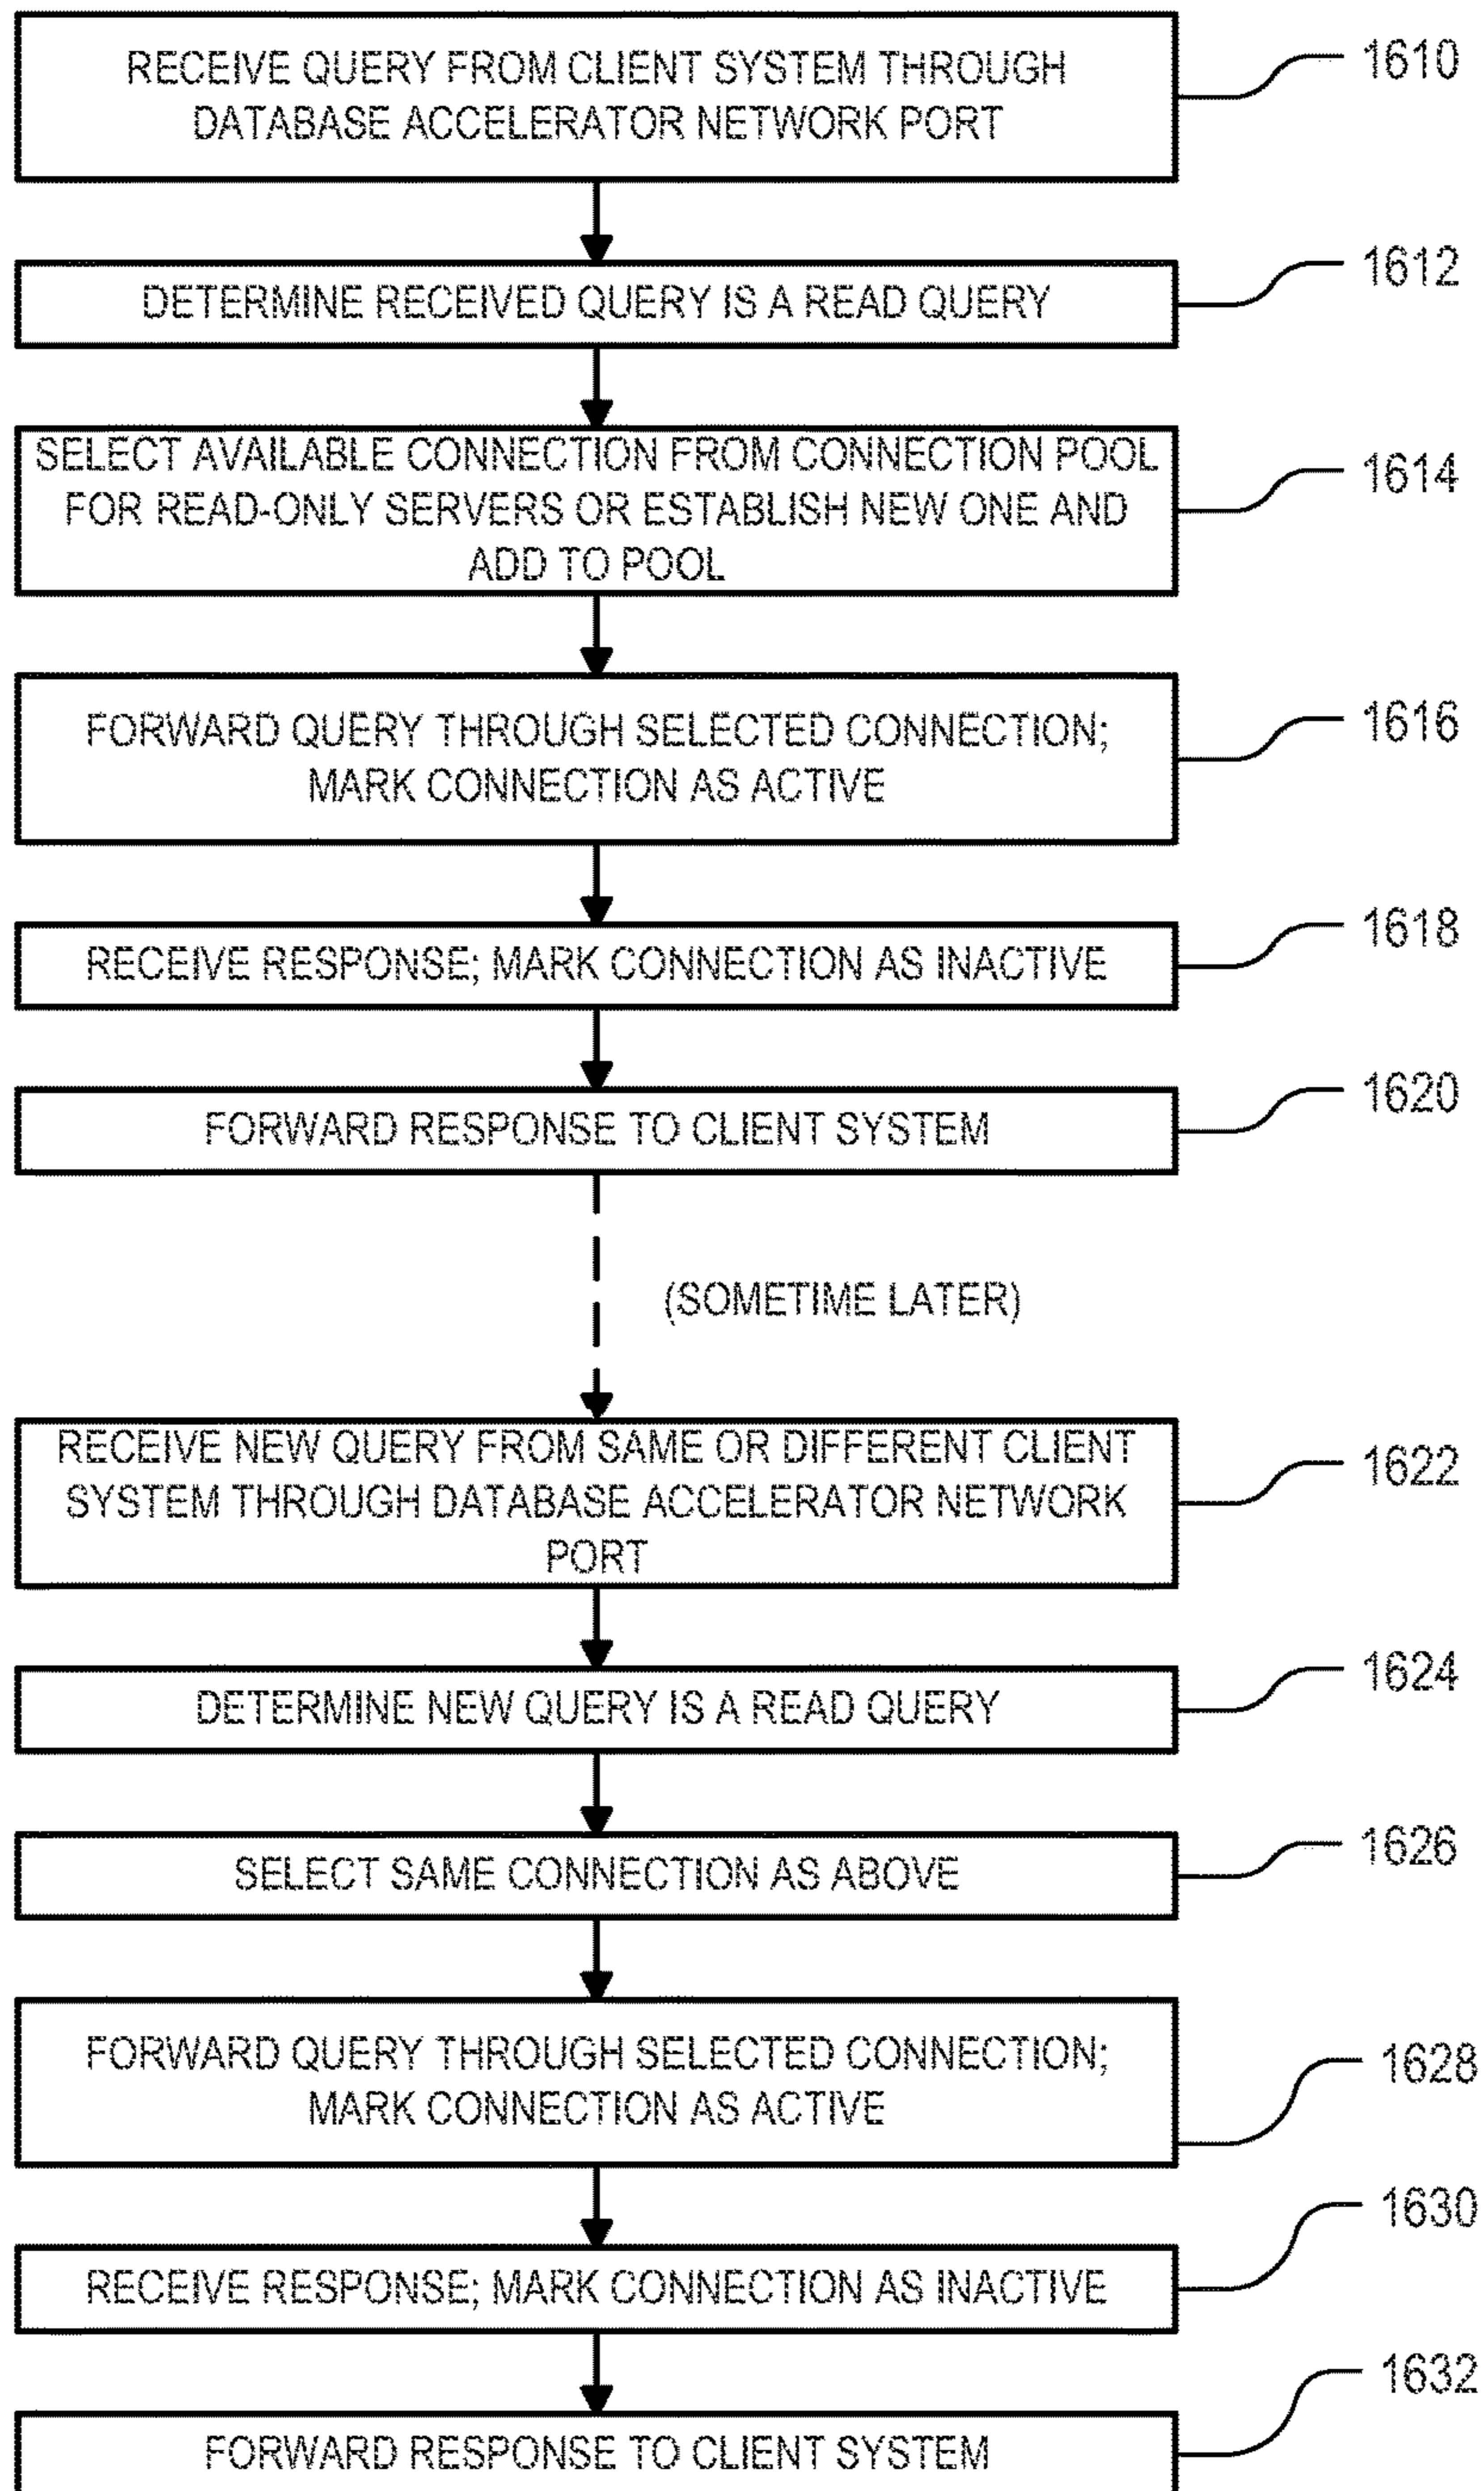 RECEIVE QUERY FROM CLIENT SYSTEM THROUGH
DATABASE ACCELERATOR NETWORK PORT
1610
DETERMINE RECEIVED QUERY IS A READ QUERY
1612
SELECT AVAILABLE CONNECTION FROM CONNECTION POOL
FOR READ-ONLY SERVERS OR ESTABLISH NEW ONE AND
ADD TO POOL
1614
FORWARD QUERY THROUGH SELECTED CONNECTION;
MARK CONNECTION AS ACTIVE
1616
RECEIVE RESPONSE; MARK CONNECTION AS INACTIVE
1618
FORWARD RESPONSE TO CLIENT SYSTEM
1620
(SOMETIME LATER)
RECEIVE NEW QUERY FROM SAME OR DIFFERENT CLIENT
SYSTEM THROUGH DATABASE ACCELERATOR NETWORK
PORT
1622
DETERMINE NEW QUERY IS A READ QUERY
1624
SELECT SAME CONNECTION AS ABOVE
1626
FORWARD QUERY THROUGH SELECTED CONNECTION;
MARK CONNECTION AS ACTIVE
1628
RECEIVE RESPONSE; MARK CONNECTION AS INACTIVE
1630
FORWARD RESPONSE TO CLIENT SYSTEM
1632